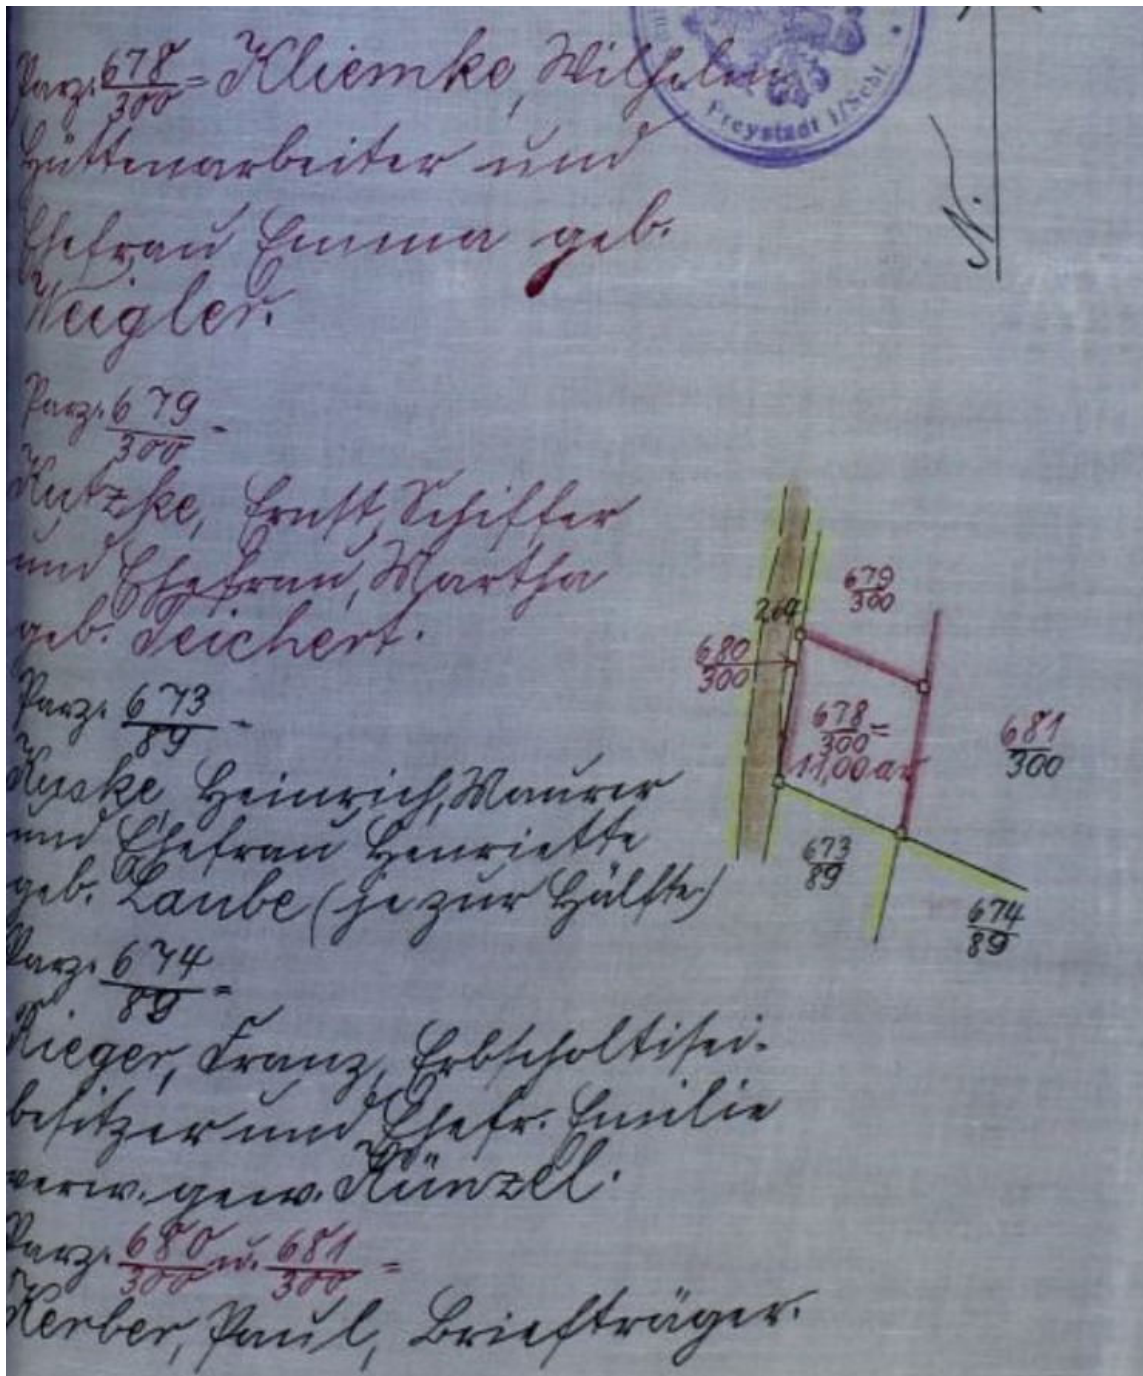 Parz. 678/300 = Kliemke, Wilhelm
Hüttenarbeiter und
Ehefrau Emma geb.
Weigler.
Parz. 679/300 =
Kutzke, Ernst, Schiffer
und Ehefrau, Martha
geb. Teichert.
Parz. 673/89 =
Heinrich, Maurer
und Ehefrau Henriette
geb. Laube (je zur Hälfte)
Parz. 674/89 =
Rieger, Franz, Erbscholtisei-
besitzer und Ehefr. Emilie
verw. gew. Künzel.
Parz. 680/300 u. 681/300 =
Kerber, Paul, Briefträger.
Freystadt i/Schl.
N.
679/300
269
680/300
678/300 =
11,00 ar
681/300
673/89
674/89